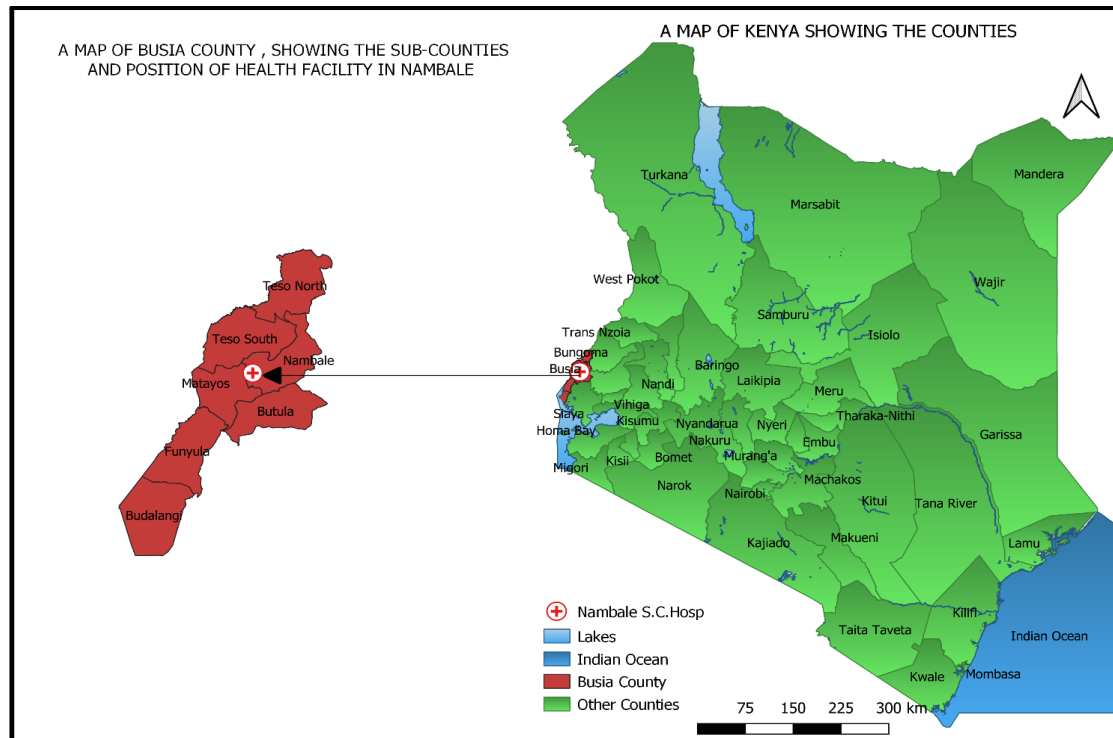 A MAP OF BUSIA COUNTY , SHOWING THE SUB-COUNTIES
AND POSITION OF HEALTH FACILITY IN NAMBALE
Teso North
Teso South
Nambale
Matayos
Butula
Funyula
Budalangi
A MAP OF KENYA SHOWING THE COUNTIES
Turkana
Marsabit
Mandera
West Pokot
Wajir
Samburu
Isiolo
Trans Nzoia
Bungoma
Busia
Baringo
Nandi
Laikipia
Meru
Vihiga
Siaya
Kisumu
Nyandarua
Nyeri
Tharaka-Nithi
Garissa
Homa Bay
Nakuru
Embu
Migori
Kisii
Bomet
Murang'a
Machakos
Narok
Nairobi
Kitui
Tana River
Kajiado
Makueni
Lamu
Kilifi
Taita Taveta
Indian Ocean
Kwale
Mombasa
Nambale S.C.Hosp
Lakes
Indian Ocean
Busia County
Other Counties
75 150 225 300 km